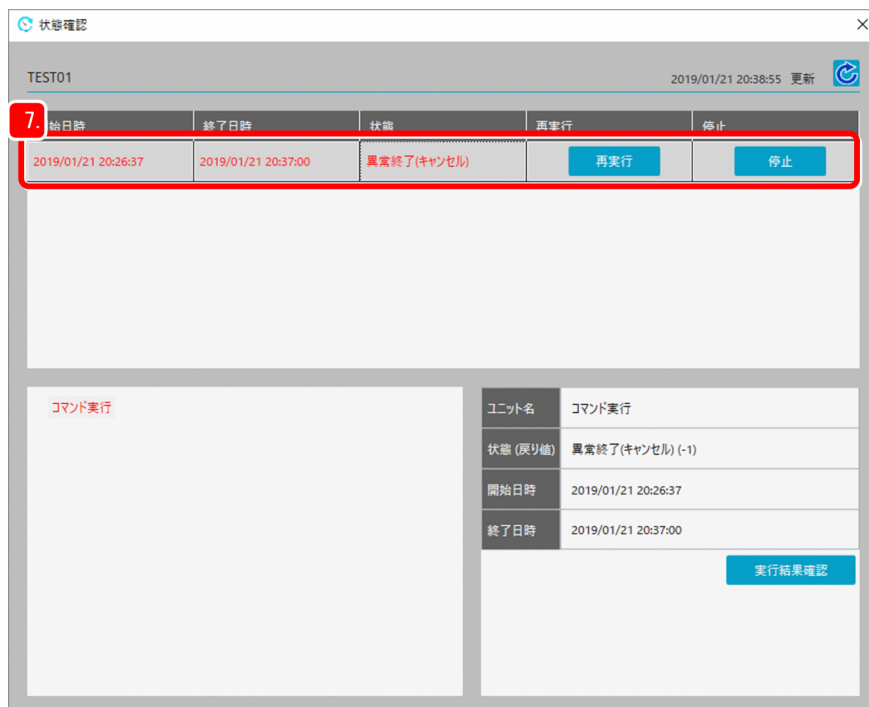 状態確認
TEST01
2019/01/21 20:38:55 更新
7.
始日時 終了日時 状態 再実行 停止
2019/01/21 20:26:37 2019/01/21 20:37:00 異常終了(キャンセル) 再実行 停止
コマンド実行
ユニット名 コマンド実行
状態 (戻り値) 異常終了(キャンセル) (-1)
開始日時 2019/01/21 20:26:37
終了日時 2019/01/21 20:37:00
実行結果確認